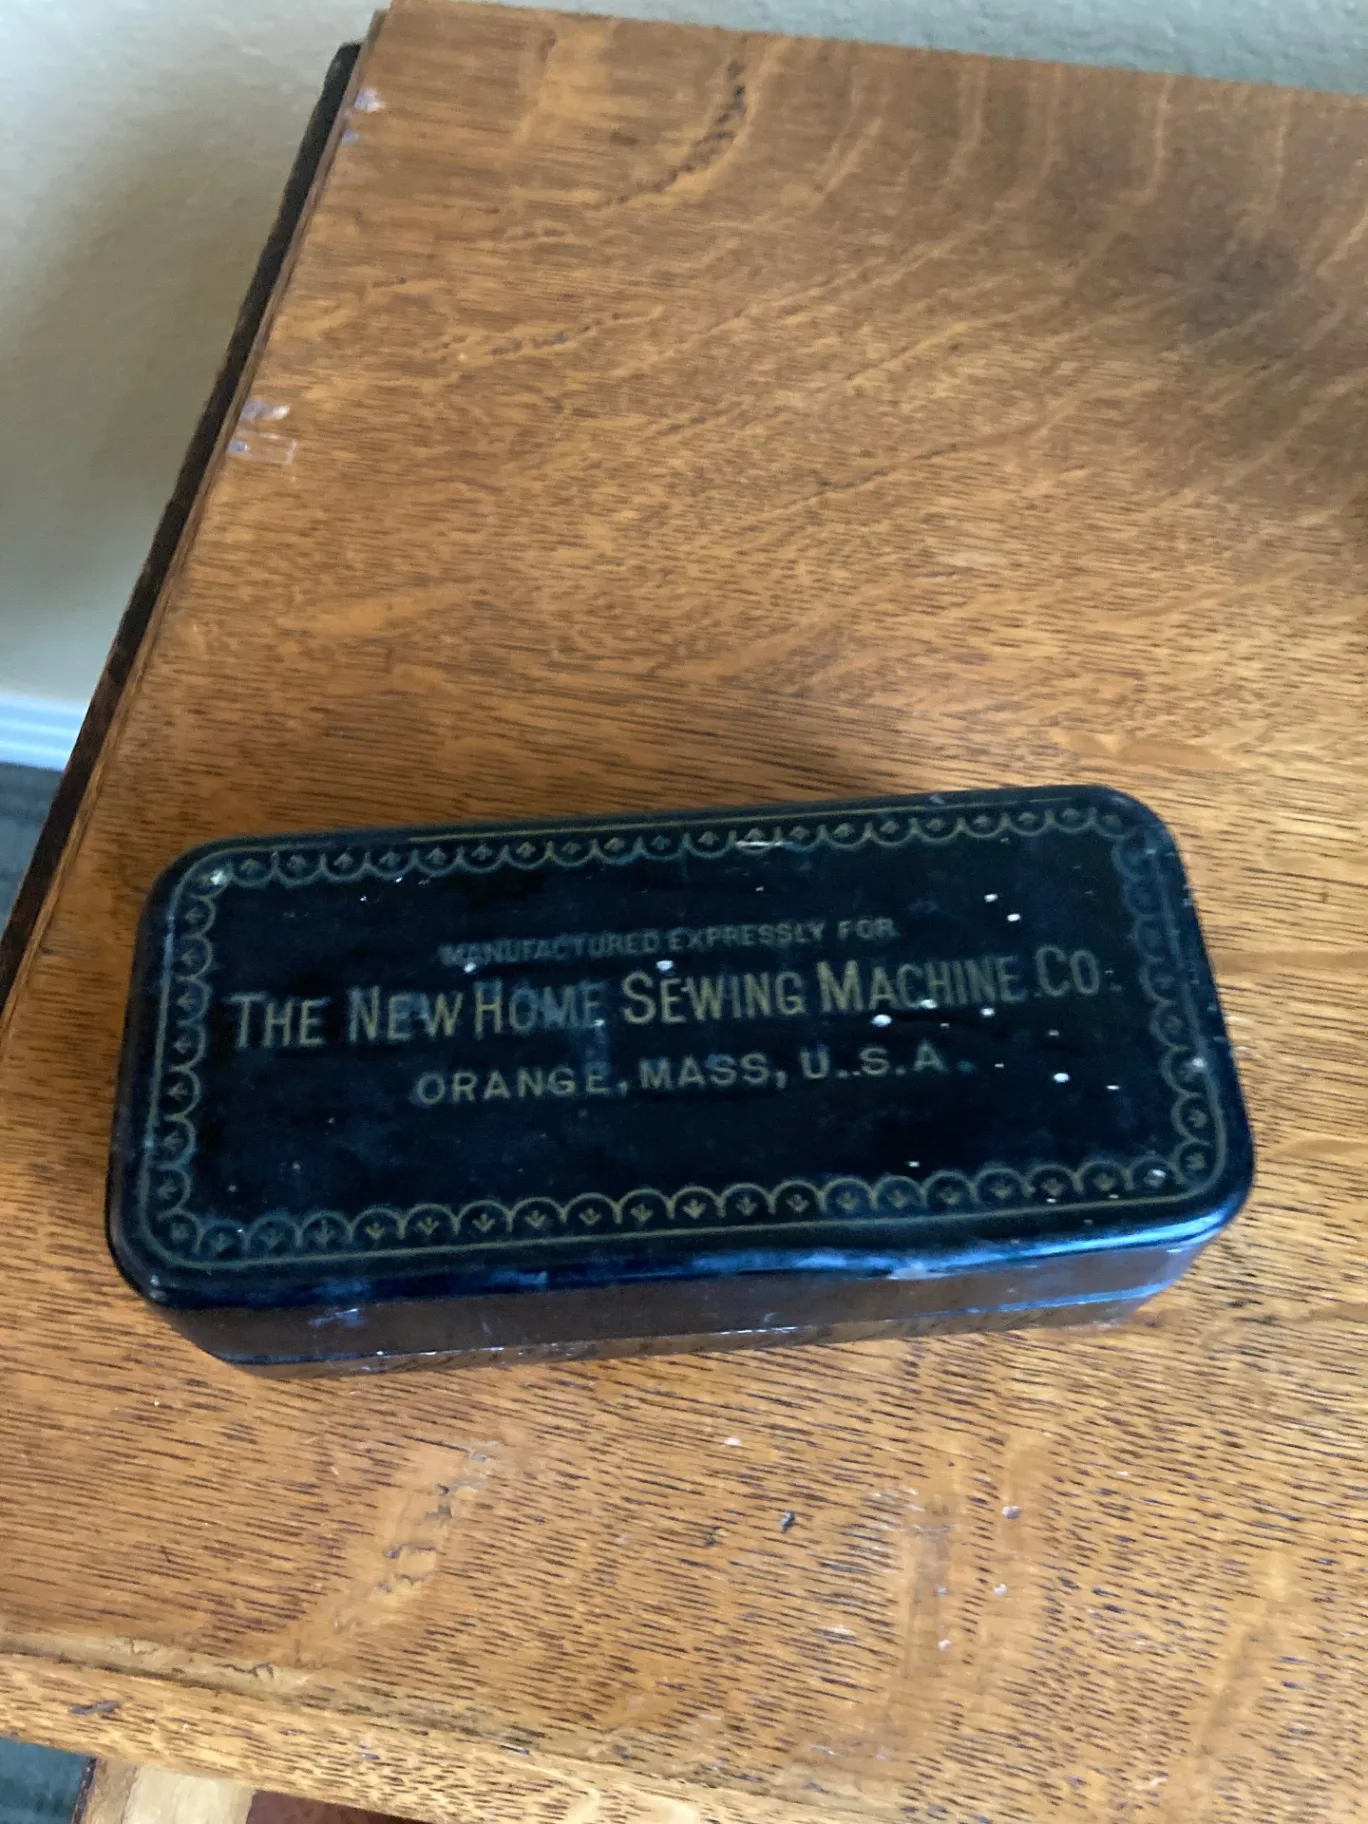 MANUFACTURED EXPRESSLY FOR
THE NEW HOME SEWING MACHINE CO.
ORANGE, MASS, U.S.A.